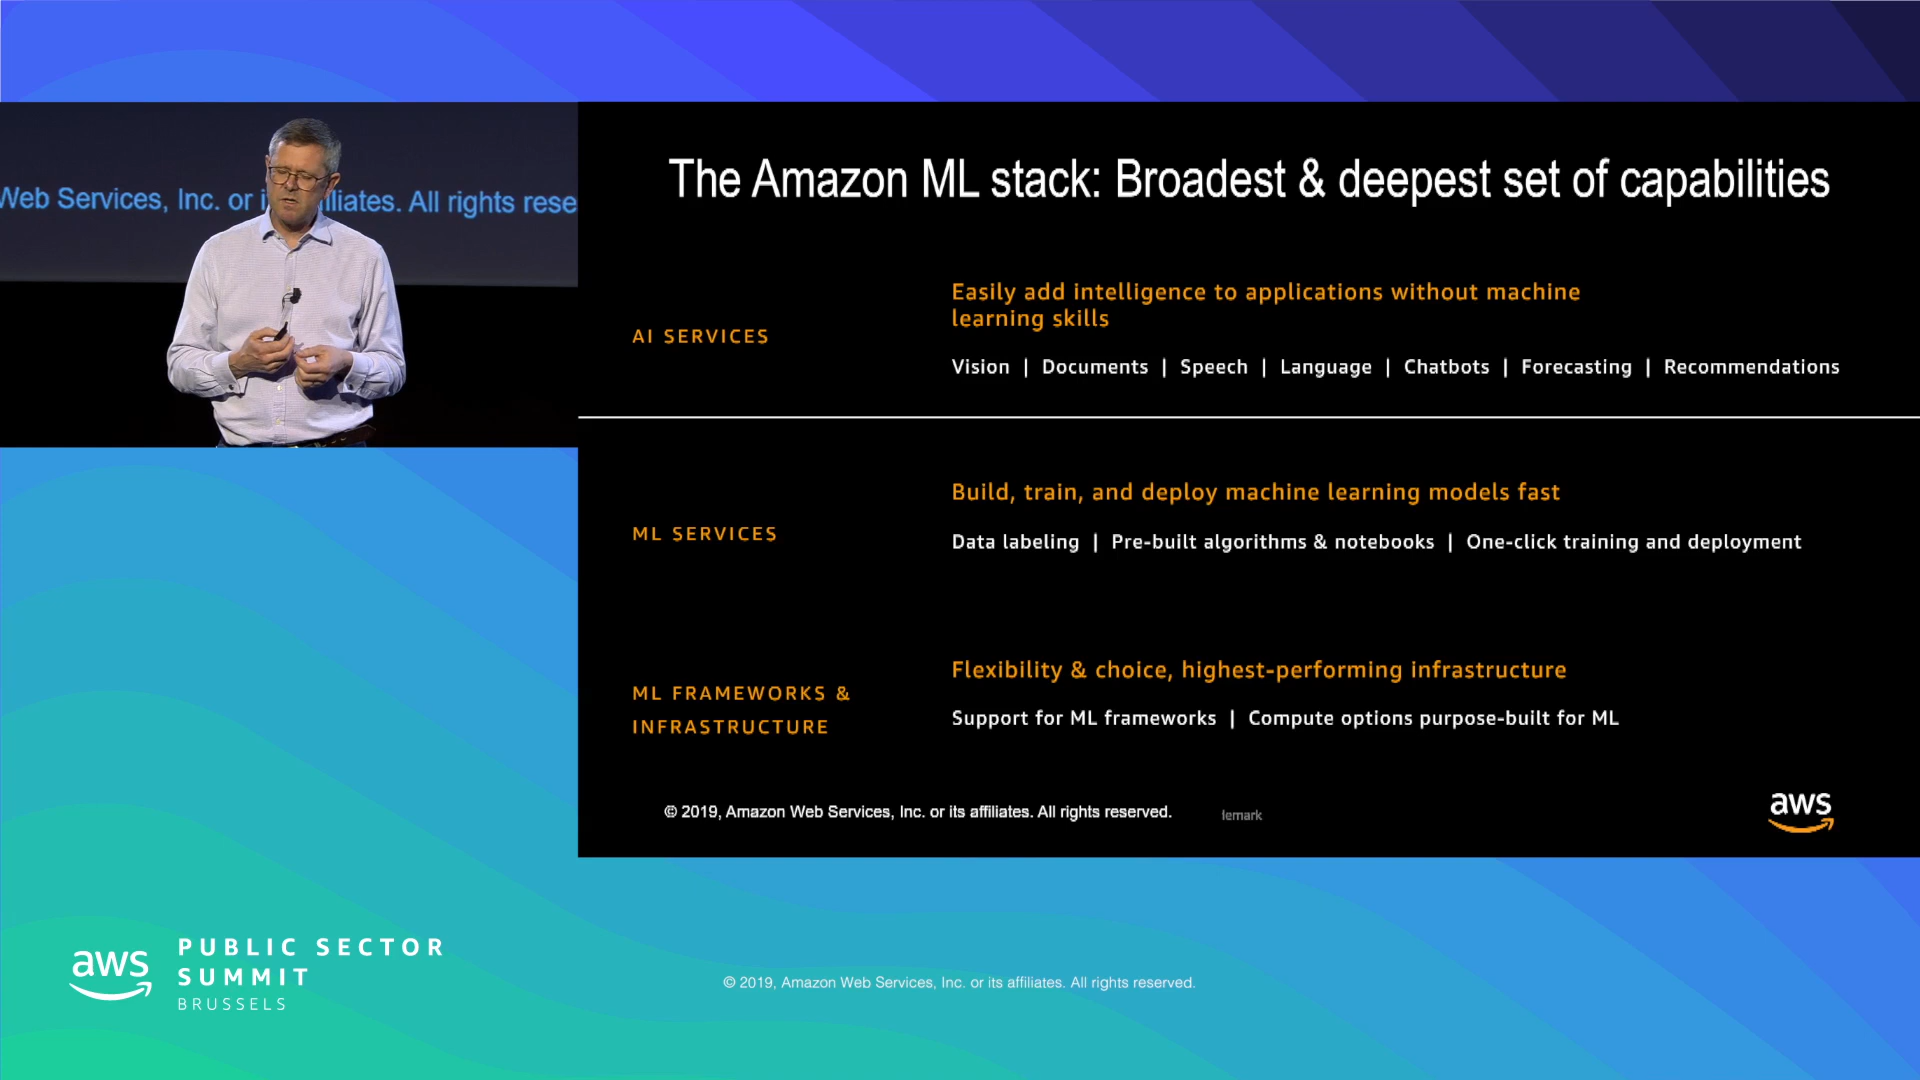 Web Services, Inc. or i iliates. All rights rese
The Amazon ML stack: Broadest & deepest set of capabilities
AI SERVICES
Easily add intelligence to applications without machine
learning skills
Vision | Documents | Speech | Language | Chatbots | Forecasting | Recommendations
ML SERVICES
Build, train, and deploy machine learning models fast
Data labeling | Pre-built algorithms & notebooks | One-click training and deployment
ML FRAMEWORKS &
INFRASTRUCTURE
Flexibility & choice, highest-performing infrastructure
Support for ML frameworks | Compute options purpose-built for ML
© 2019, Amazon Web Services, Inc. or its affiliates. All rights reserved.
lemark
aws
aws
PUBLIC SECTOR
SUMMIT
BRUSSELS
© 2019, Amazon Web Services, Inc. or its affiliates. All rights reserved.